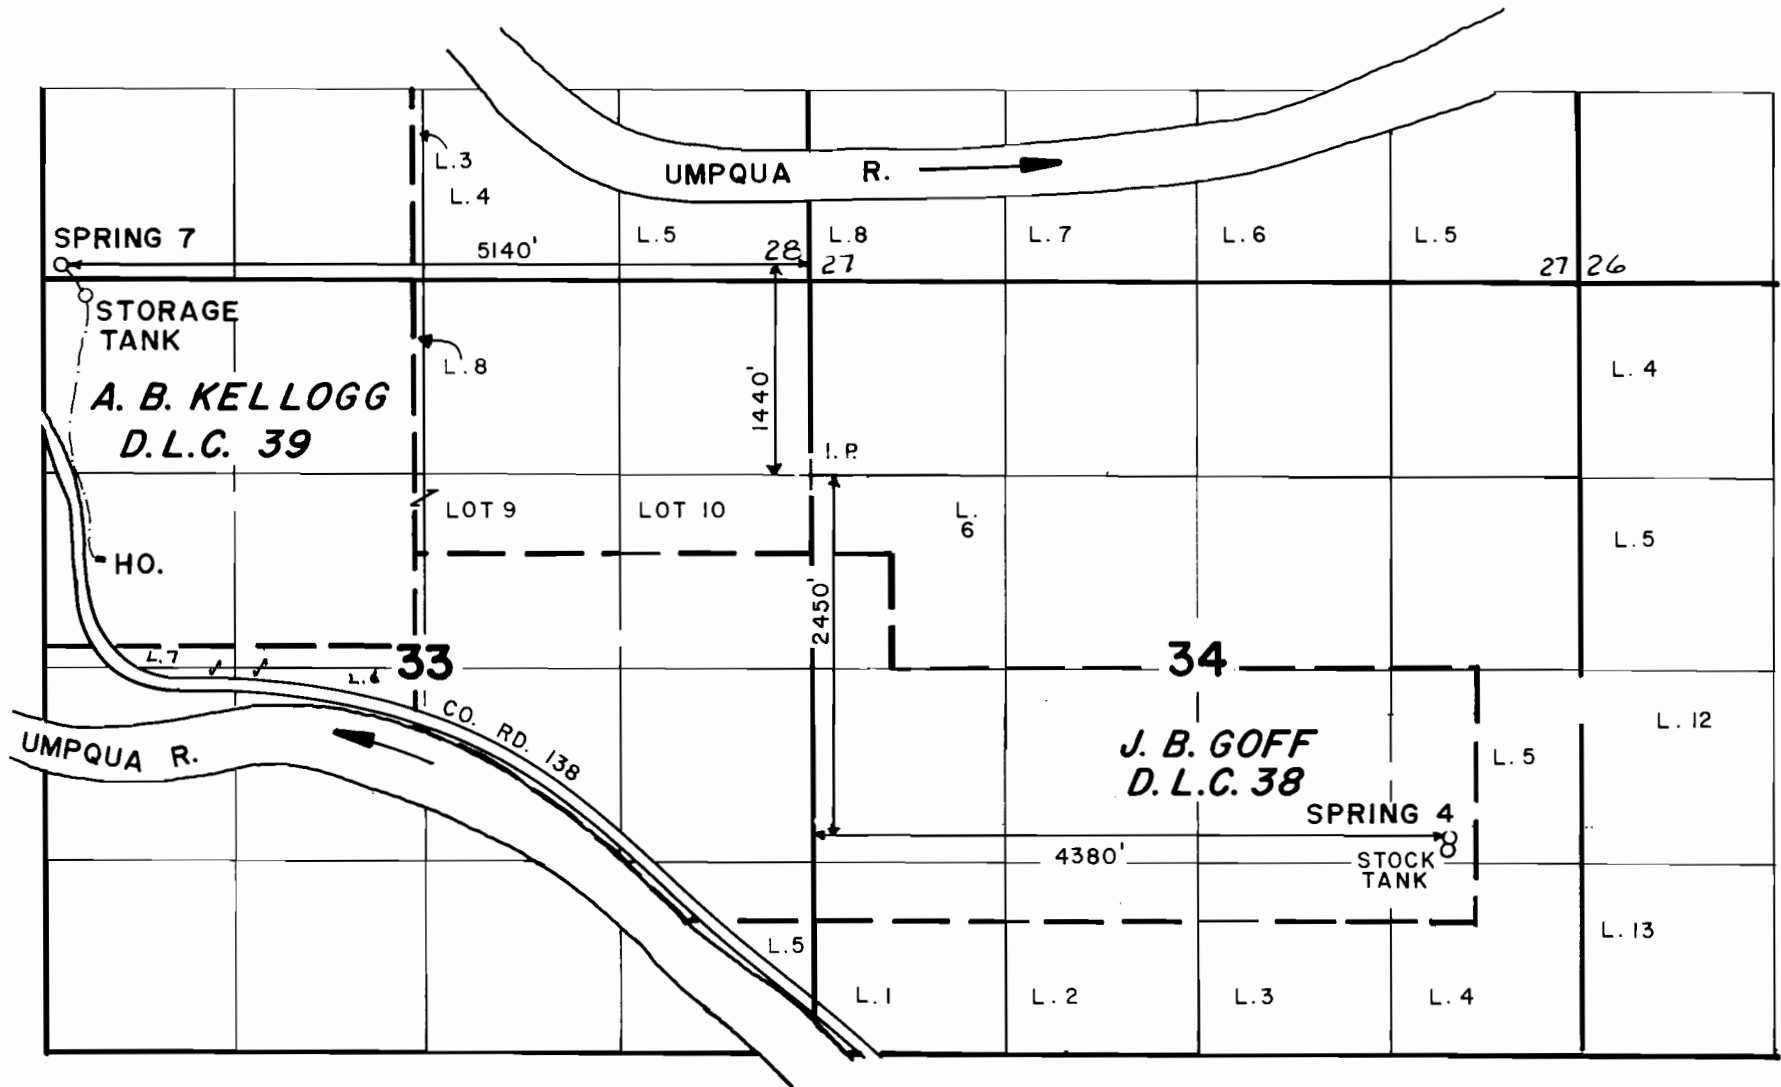 L.3
UMPQUA R.
L.4
SPRING 7
5140'
L.5
28
L.8
27
L.7
L.6
L.5
27
26
STORAGE
TANK
L.8
1440'
L. 4
A. B. KELLOGG
D.L.C. 39
I.P.
LOT 9
LOT 10
L.
6
L.5
HO.
2450'
L.7
L.6
33
34
CO. RD. 138
L. 12
UMPQUA R.
J. B. GOFF
D.L.C. 38
L. 5
SPRING 4
4380'
STOCK
TANK
L.5
L.13
L.1
L.2
L.3
L.4